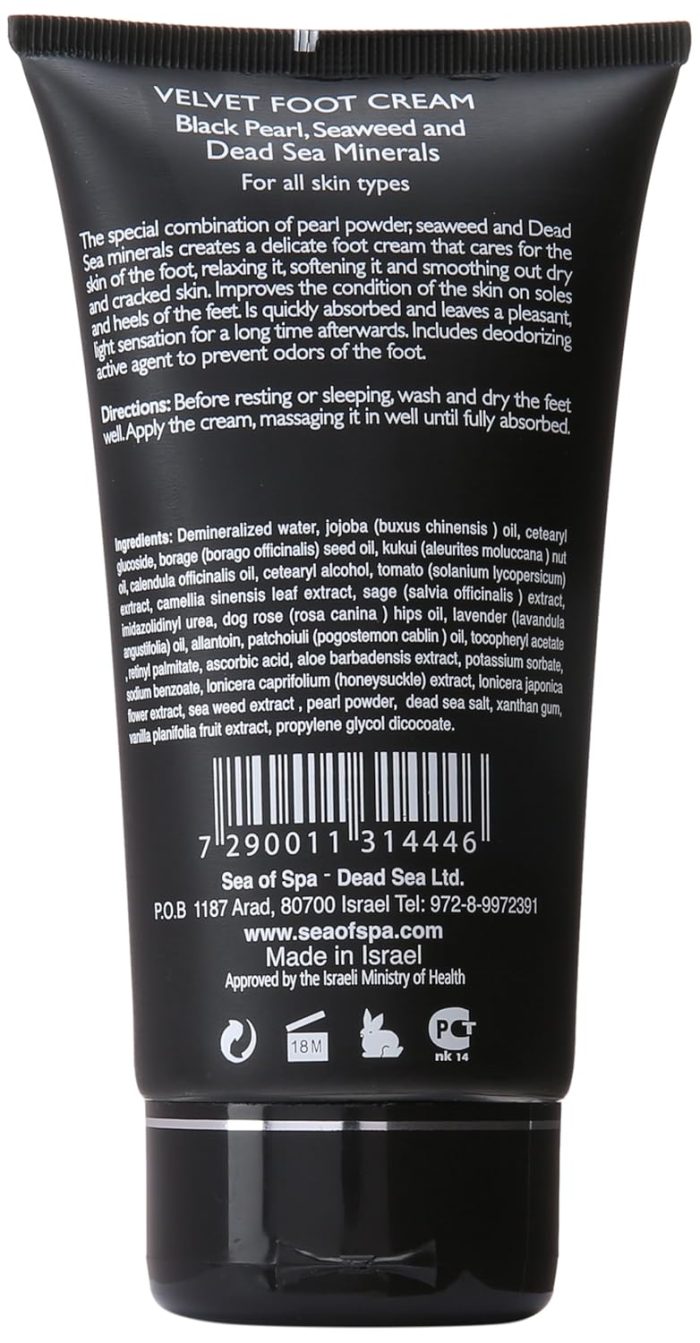 VELVET FOOT CREAM
Black Pearl, Seaweed and
Dead Sea Minerals
For all skin types
The special combination of pearl powder, seaweed and Dead
Sea minerals creates a delicate foot cream that cares for the
skin of the foot, relaxing it, softening it and smoothing out dry
and cracked skin. Improves the condition of the skin on soles
and heels of the feet. Is quickly absorbed and leaves a pleasant,
light sensation for a long time afterwards. Includes deodorizing
active agent to prevent odors of the foot.
Directions: Before resting or sleeping, wash and dry the feet
well. Apply the cream, massaging it in well until fully absorbed.
Ingredients: Demineralized water, jojoba (buxus chinensis ) oil, cetearyl
glucoside, borage (borago officinalis) seed oil, kukui (aleurites moluccana ) nut
oil, calendula officinalis oil, cetearyl alcohol, tomato (solanium lycopersicum)
exrtract, camellia sinensis leaf extract, sage (salvia officinalis ) extract,
imidazolidinyl urea, dog rose (rosa canina ) hips oil, lavender (lavandula
angustifolia) oil, allantoin, patchoiuli (pogostemon cablin ) oil, tocopheryl acetate
, retinyl palmitate, ascorbic acid, aloe barbadensis extract, potassium sorbate,
sodium benzoate, lonicera caprifolium (honeysuckle) extract, lonicera japonica
flower extract, sea weed extract , pearl powder, dead sea salt, xanthan gum,
vanilla planifolia fruit extract, propylene glycol dicocoate.
7 290011 314446
Sea of Spa - Dead Sea Ltd.
P.O.B 1187 Arad, 80700 Israel Tel: 972-8-9972391
www.seaofspa.com
Made in Israel
Approved by the Israeli Ministry of Health
18M
PCT
nk 14